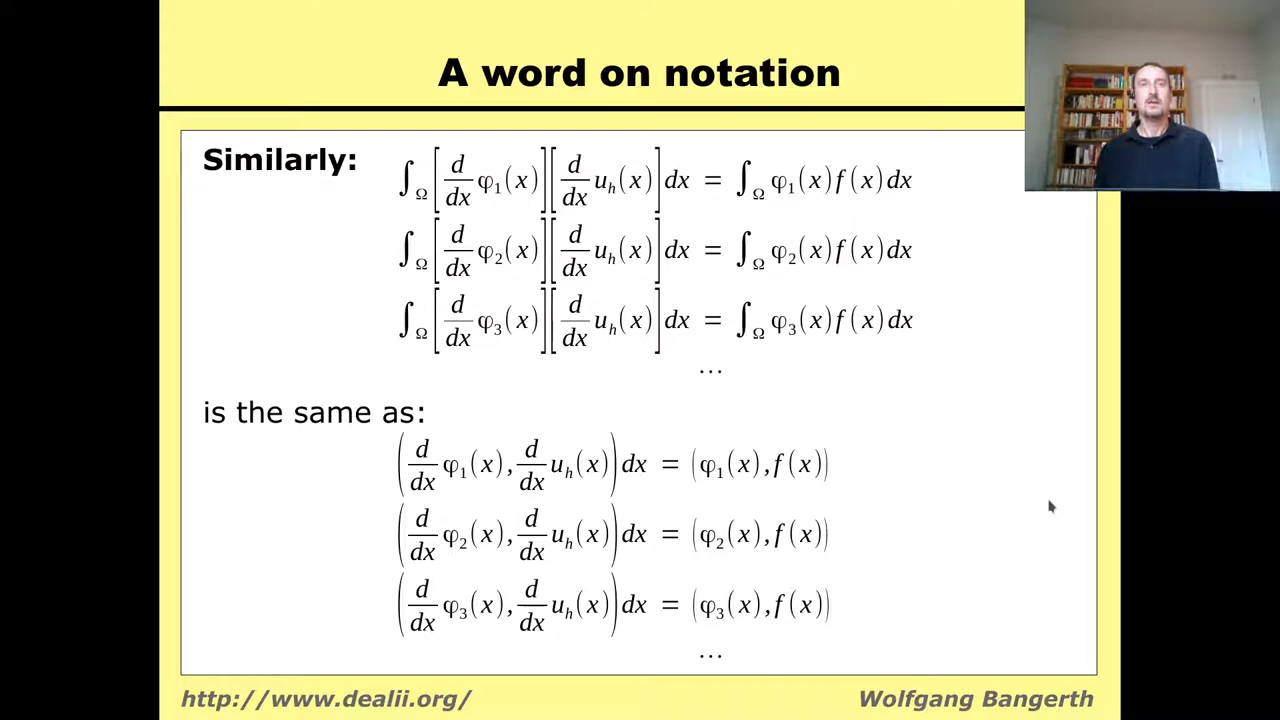 A word on notation
Similarly: ∫_Ω [d/dx φ₁(x)][d/dx u_h(x)] dx = ∫_Ω φ₁(x) f(x) dx
∫_Ω [d/dx φ₂(x)][d/dx u_h(x)] dx = ∫_Ω φ₂(x) f(x) dx
∫_Ω [d/dx φ₃(x)][d/dx u_h(x)] dx = ∫_Ω φ₃(x) f(x) dx
...
is the same as:
(d/dx φ₁(x), d/dx u_h(x)) dx = (φ₁(x), f(x))
(d/dx φ₂(x), d/dx u_h(x)) dx = (φ₂(x), f(x))
(d/dx φ₃(x), d/dx u_h(x)) dx = (φ₃(x), f(x))
...
http://www.dealii.org/ Wolfgang Bangerth